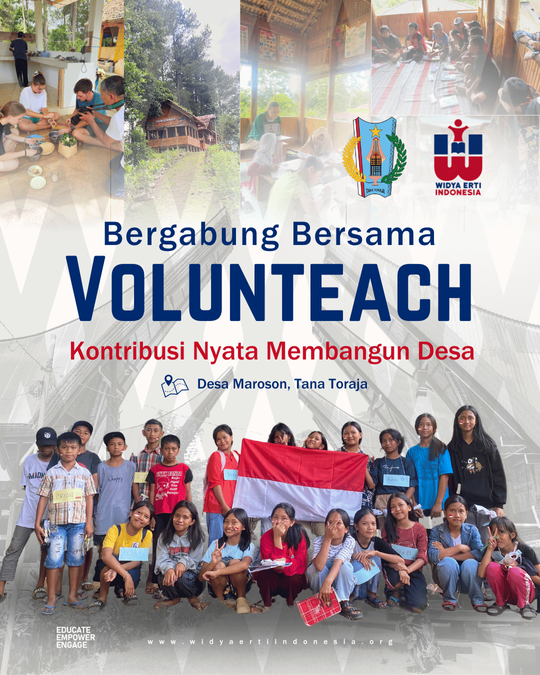 WIDYA ERTI
INDONESIA
Bergabung Bersama
VOLUNTEACH
Kontribusi Nyata Membangun Desa
Desa Maroson, Tana Toraja
EDUCATE
EMPOWER
ENGAGE
www.widyaertiindonesia.org